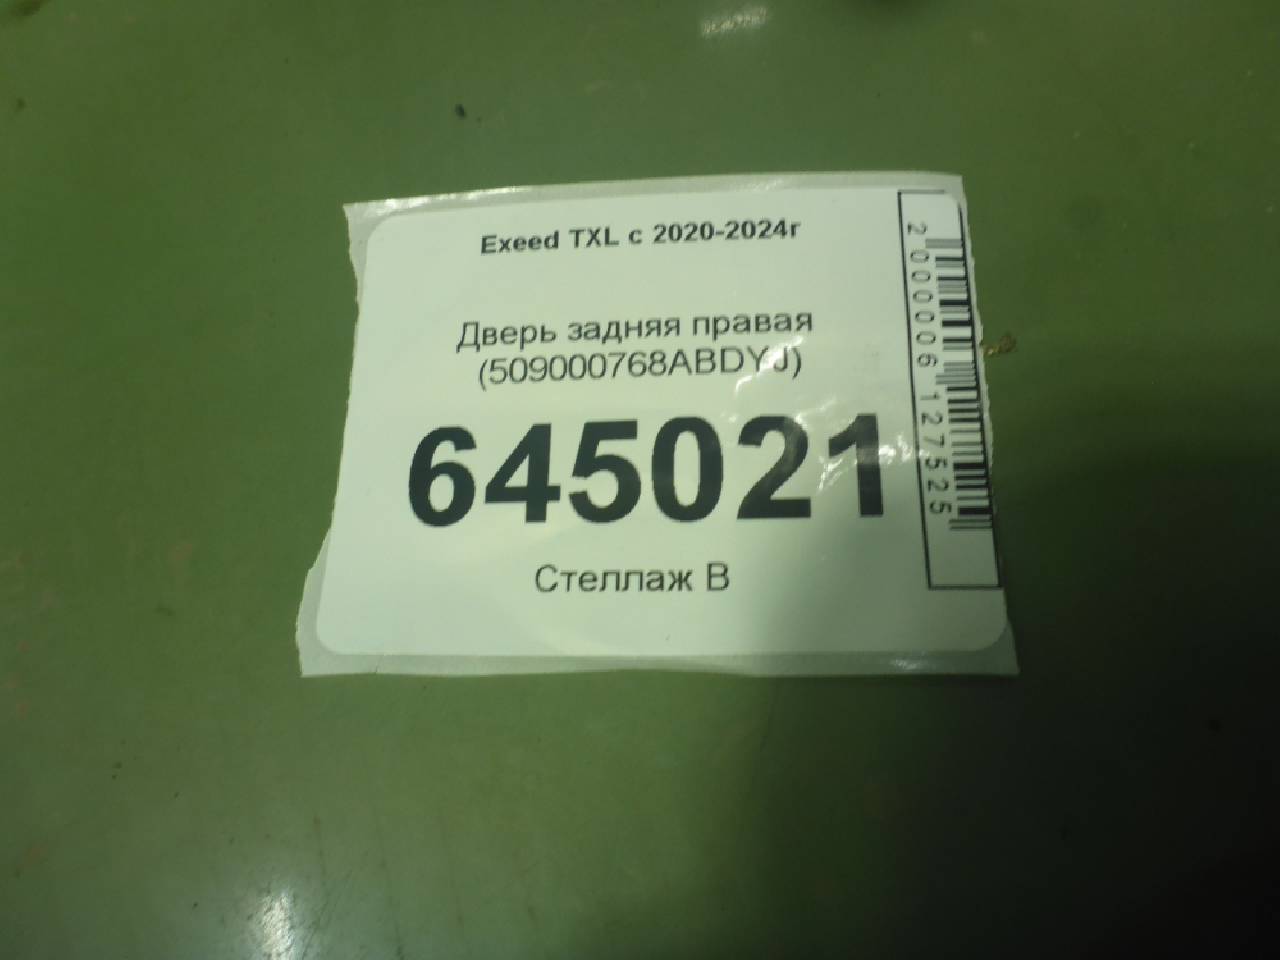 Exeed TXL с 2020-2024г
Дверь задняя правая
(509000768ABDYJ)
645021
Стеллаж В
2000006127525